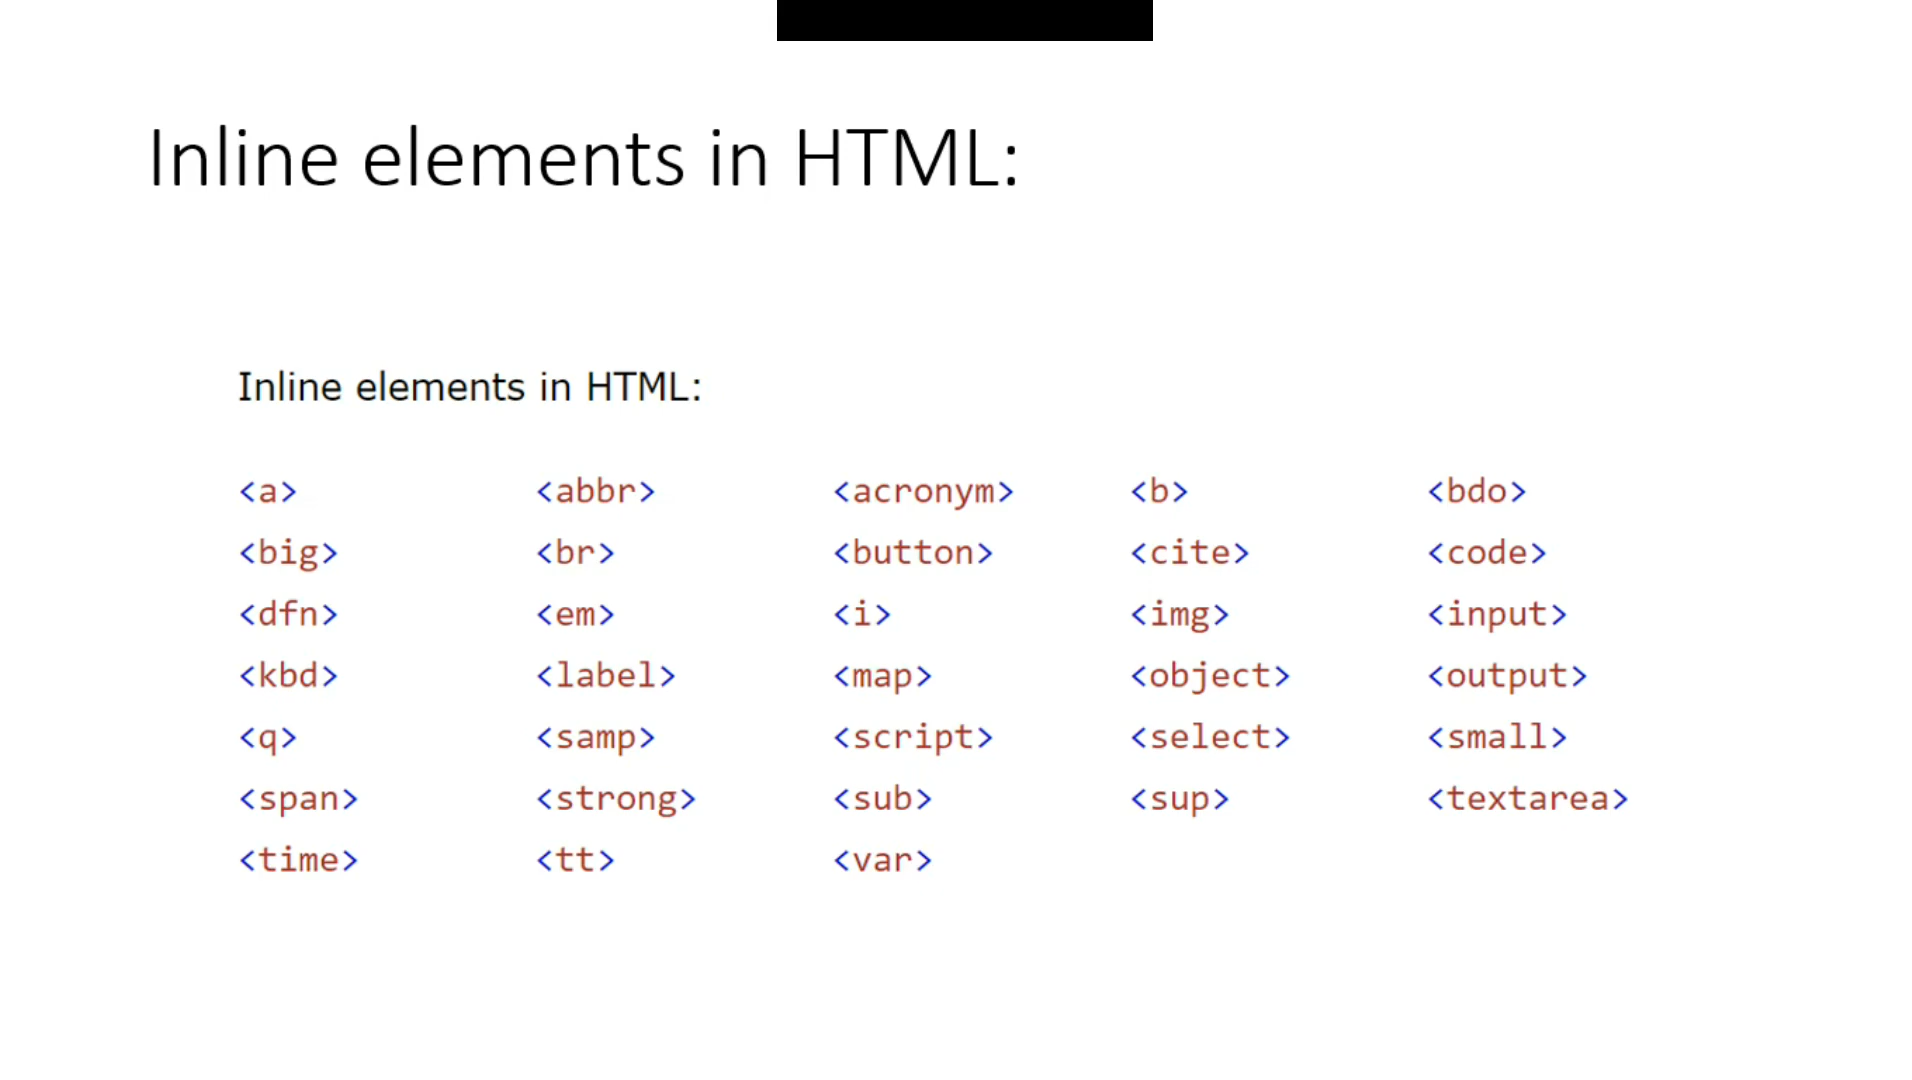 Inline elements in HTML:
Inline elements in HTML:
<a> <abbr> <acronym> <b> <bdo>
<big> <br> <button> <cite> <code>
<dfn> <em> <i> <img> <input>
<kbd> <label> <map> <object> <output>
<q> <samp> <script> <select> <small>
<span> <strong> <sub> <sup> <textarea>
<time> <tt> <var>